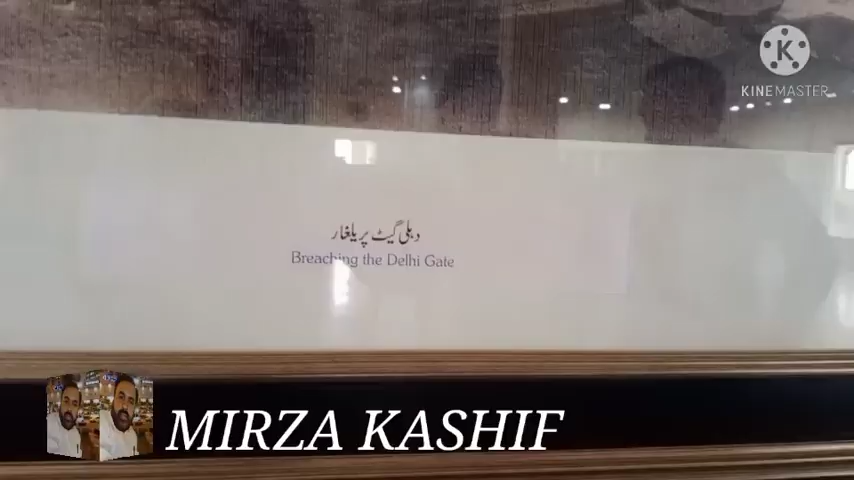 KINEMASTER
دہلی گیٹ پر یلغار
Breaching the Delhi Gate
MIRZA KASHIF